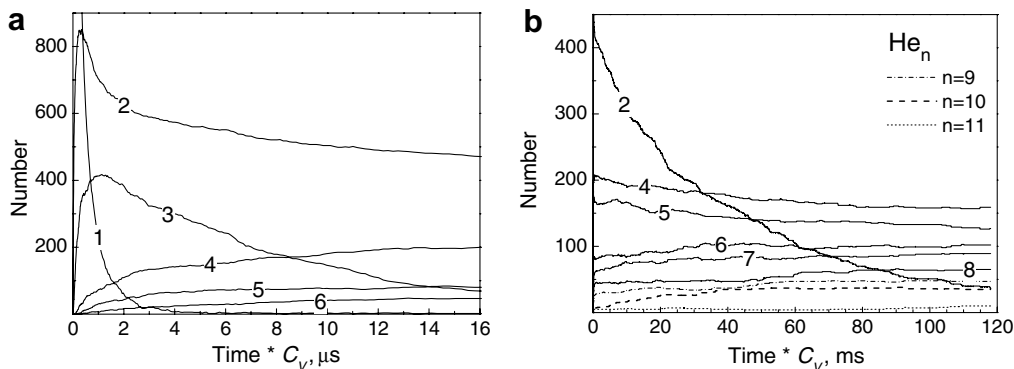 a
800
600
400
200
0
Number
0 2 4 6 8 10 12 14 16
Time * C_V, μs
1
2
3
4
5
6
b
400
300
200
100
0
Number
0 20 40 60 80 100 120
Time * C_V, ms
He_n
n=9
n=10
n=11
2
4
5
6
7
8